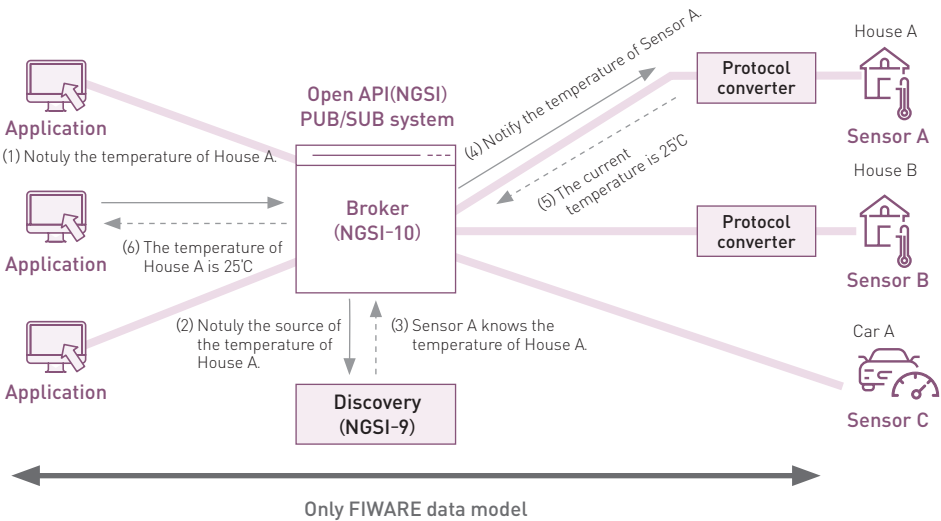 Open API(NGSI)
PUB/SUB system
Application
(1) Notuly the temperature of House A.
Application
(6) The temperature of
House A is 25℃
Application
Broker
(NGSI-10)
(2) Notuly the source of
the temperature of
House A.
(3) Sensor A knows the
temperature of House A.
Discovery
(NGSI-9)
(4) Notify the temperature of Sensor A.
(5) The current
temperature is 25℃
Protocol
converter
House A
Sensor A
House B
Protocol
converter
Sensor B
Car A
Sensor C
Only FIWARE data model